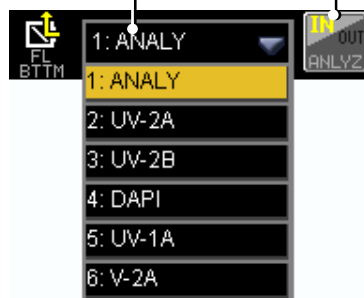 FL
BTTM
1: ANALY
IN
OUT
ANLYZ
1: ANALY
2: UV-2A
3: UV-2B
4: DAPI
5: UV-1A
6: V-2A